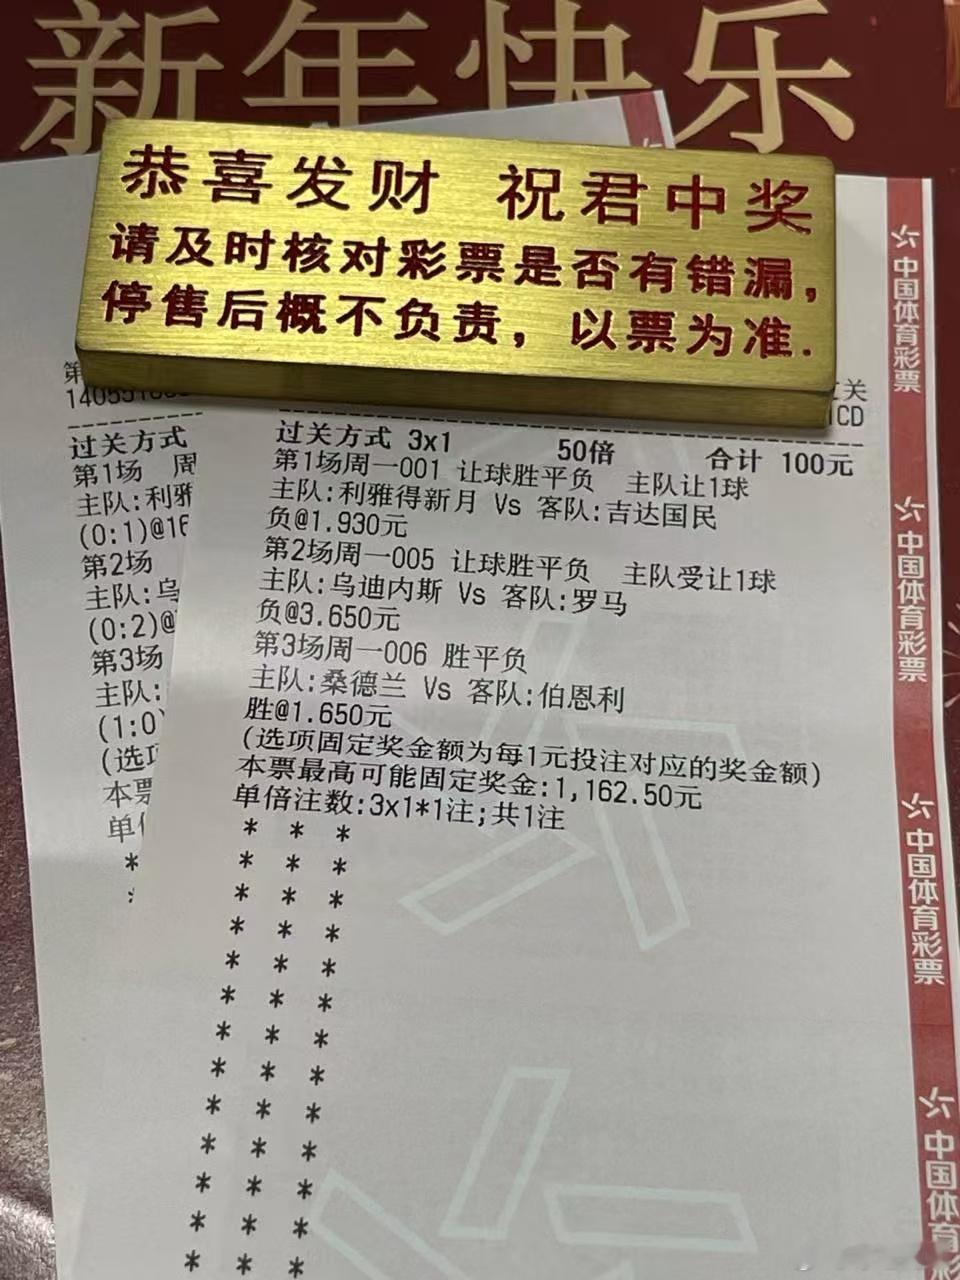 新年快乐
恭喜发财 祝君中奖
请及时核对彩票是否有错漏，
停售后概不负责，以票为准.
过关方式 3x1 50倍 合计 100元
第1场周一001 让球胜平负 主队让1球
主队:利雅得新月 Vs 客队:吉达国民
负@1.930元
第2场周一005 让球胜平负 主队受让1球
主队:乌迪内斯 Vs 客队:罗马
负@3.650元
第3场周一006 胜平负
主队:桑德兰 Vs 客队:伯恩利
胜@1.650元
(选项固定奖金额为每1元投注对应的奖金额)
本票最高可能固定奖金:1,162.50元
单倍注数:3x1*1注;共1注
* * *
* * *
* * *
* * *
* * *
* * *
* * *
* * *
* * *
* * *
* * *
* * *
* * *
过关方式
第1场 周
主队:利雅
(0:1)@16
第2场
主队:乌
(0:2)@
第3场
主队:
(1:0)
本票
中国体育彩票
中国体育彩票
中国体育彩票
中国体育彩